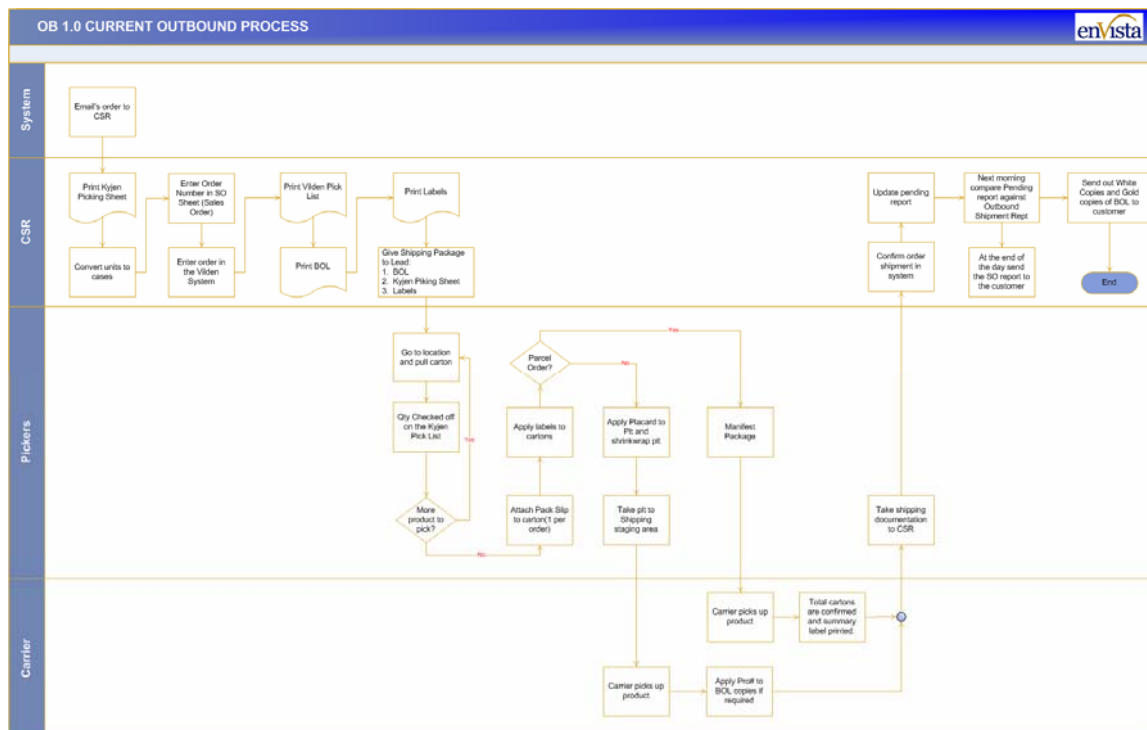 OB 1.0 CURRENT OUTBOUND PROCESS
enVista
System
Email's order to
CSR
CSR
Print Kyjen
Picking Sheet
Enter Order
Number in SO
Sheet (Sales
Order)
Print Vilden Pick
List
Print Labels
Convert units to
cases
Enter order in
the Vilden
System
Print BOL
Give Shipping Package
to Lead:
1. BOL
2. Kyjen Piking Sheet
3. Labels
Update pending
report
Next morning
compare Pending
report against
Outbound
Shipment Rept
Send out White
Copies and Gold
copies of BOL to
customer
Confirm order
shipment in
system
At the end of
the day send
the SO report to
the customer
End
Pickers
Go to location
and pull carton
Qty Checked off
on the Kyjen
Pick List
More
product to
pick?
Yes
No
Parcel
Order?
Yes
No
Apply labels to
cartons
Attach Pack Slip
to carton(1 per
order)
Apply Placard to
Plt and
shrinkwrap plt
Take plt to
Shipping
staging area
Manifest
Package
Take shipping
documentation
to CSR
Carrier
Carrier picks up
product
Total cartons
are confirmed
and summary
label printed.
Carrier picks up
product
Apply Pro# to
BOL copies if
required